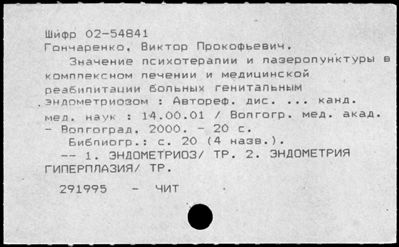 Шифр 02-54841
Гончаренко, Виктор Прокофьевич.
Значение психотерапии и лазеропунктуры в
комплексном лечении и медицинской
реабилитации больных генитальным
эндометриозом : Автореф. дис. ... канд.
мед. наук : 14.00.01 / Волгогр. мед. акад.
- Волгоград, 2000. - 20 с.
Библиогр.: с. 20 (4 назв.).
-- 1. ЭНДОМЕТРИОЗ/ ТР. 2. ЭНДОМЕТРИЯ
ГИПЕРПЛАЗИЯ/ ТР.
291995 - ЧИТ